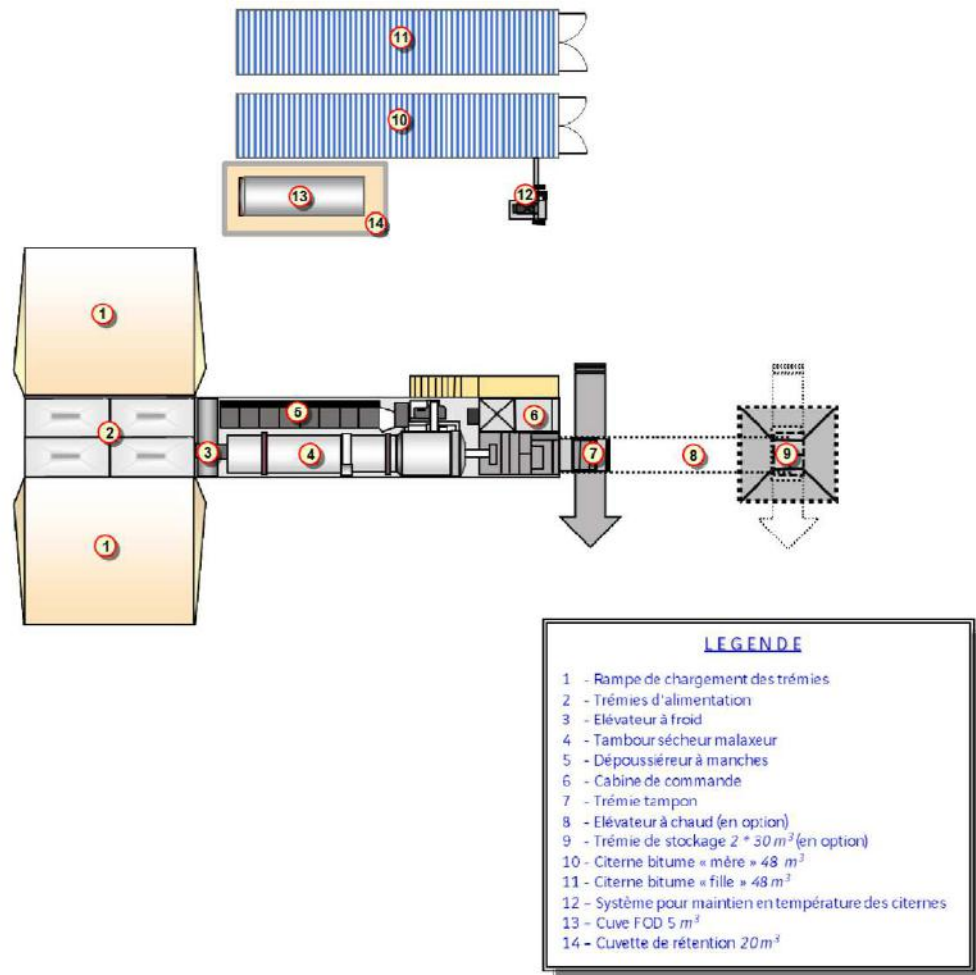 11
10
13
12
14
1
2
5
6
3
4
7
8
9
1
LEGENDE
1 - Rampe de chargement des trémies
2 - Trémies d'alimentation
3 - Elévateur à froid
4 - Tambour sécheur malaxeur
5 - Dépoussiéreur à manches
6 - Cabine de commande
7 - Trémie tampon
8 - Elévateur à chaud (en option)
9 - Trémie de stockage 2 * 30 m³ (en option)
10 - Citerne bitume « mère » 48 m³
11 - Citerne bitume « fille » 48 m³
12 - Système pour maintien en température des citernes
13 - Cuve FOD 5 m³
14 - Cuvette de rétention 20 m³